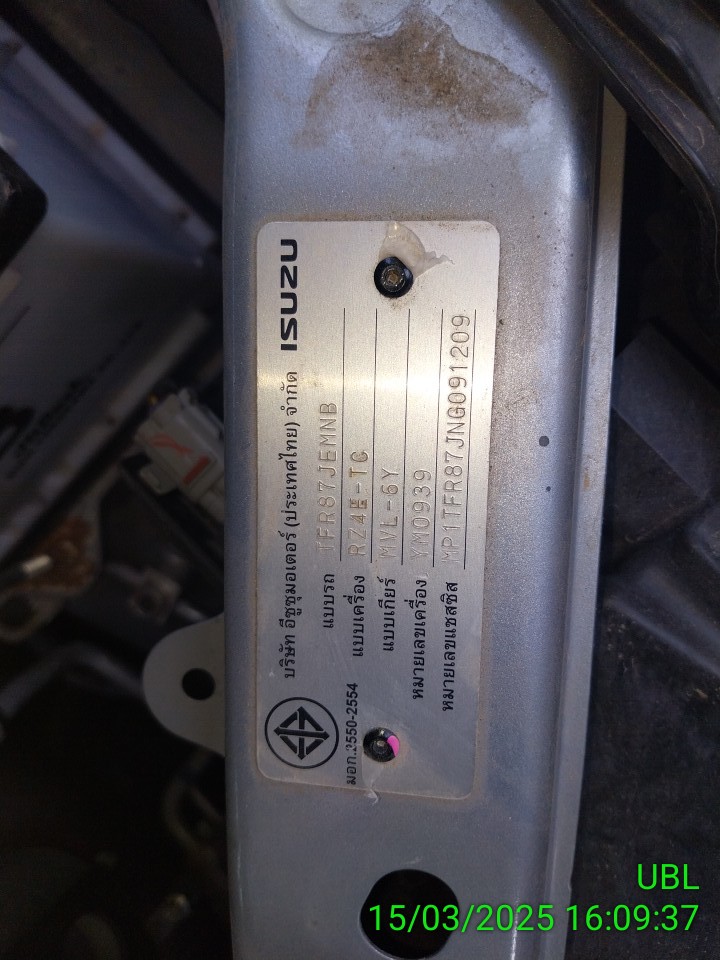 บริษัท อีซูซุมอเตอร์ (ประเทศไทย) จำกัด ISUZU
แบบรถ TFR87JEMNB
แบบเครื่อง RZ4E-TC
แบบเกียร์ MVL-6Y
หมายเลขเครื่อง YM0939
หมายเลขแชสซิส MP1TFR87JNG091209
มอก.2550-2554
UBL
15/03/2025 16:09:37